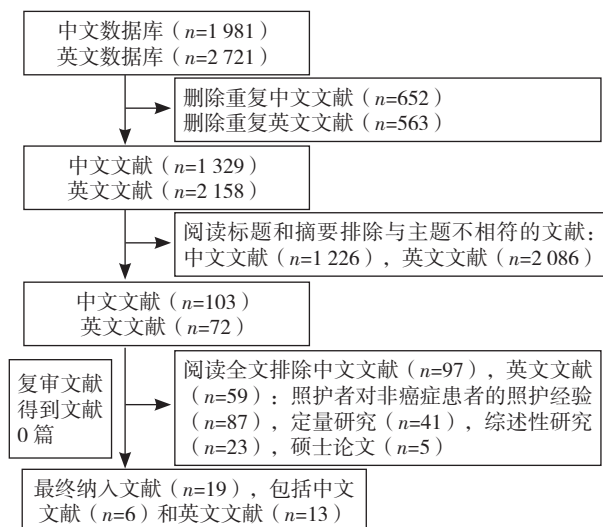 中文数据库（n=1 981）
英文数据库（n=2 721）
删除重复中文文献（n=652）
删除重复英文文献（n=563）
中文文献（n=1 329）
英文文献（n=2 158）
阅读标题和摘要排除与主题不相符的文献：
中文文献（n=1 226），英文文献（n=2 086）
中文文献（n=103）
英文文献（n=72）
复审文献
得到文献
0 篇
阅读全文排除中文文献（n=97），英文文献
（n=59）：照护者对非癌症患者的照护经验
（n=87），定量研究（n=41），综述性研究
（n=23），硕士论文（n=5）
最终纳入文献（n=19），包括中文
文献（n=6）和英文文献（n=13）